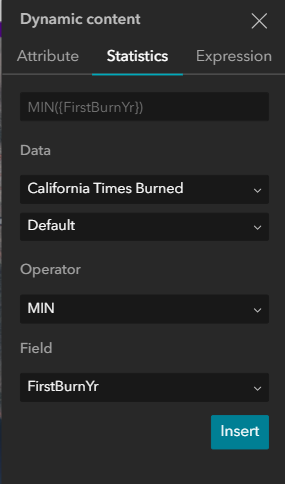 Dynamic content
Attribute Statistics Expression
MIN({FirstBurnYr})
Data
California Times Burned
Default
Operator
MIN
Field
FirstBurnYr
Insert